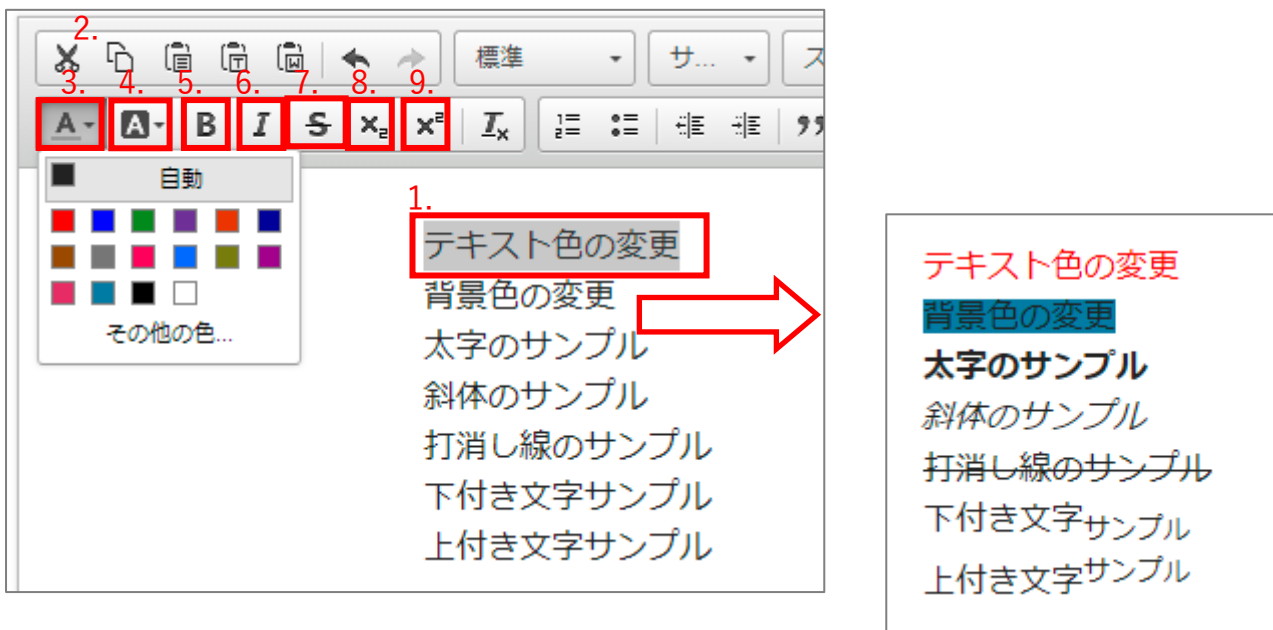 2.
標準 サ... ス
3. 4. 5. 6. 7. 8. 9.
A A B I S x₂ x² Tx
自動
その他の色...
1.
テキスト色の変更
背景色の変更
太字のサンプル
斜体のサンプル
打消し線のサンプル
下付き文字サンプル
上付き文字サンプル
テキスト色の変更
背景色の変更
太字のサンプル
斜体のサンプル
打消し線のサンプル
下付き文字サンプル
上付き文字サンプル